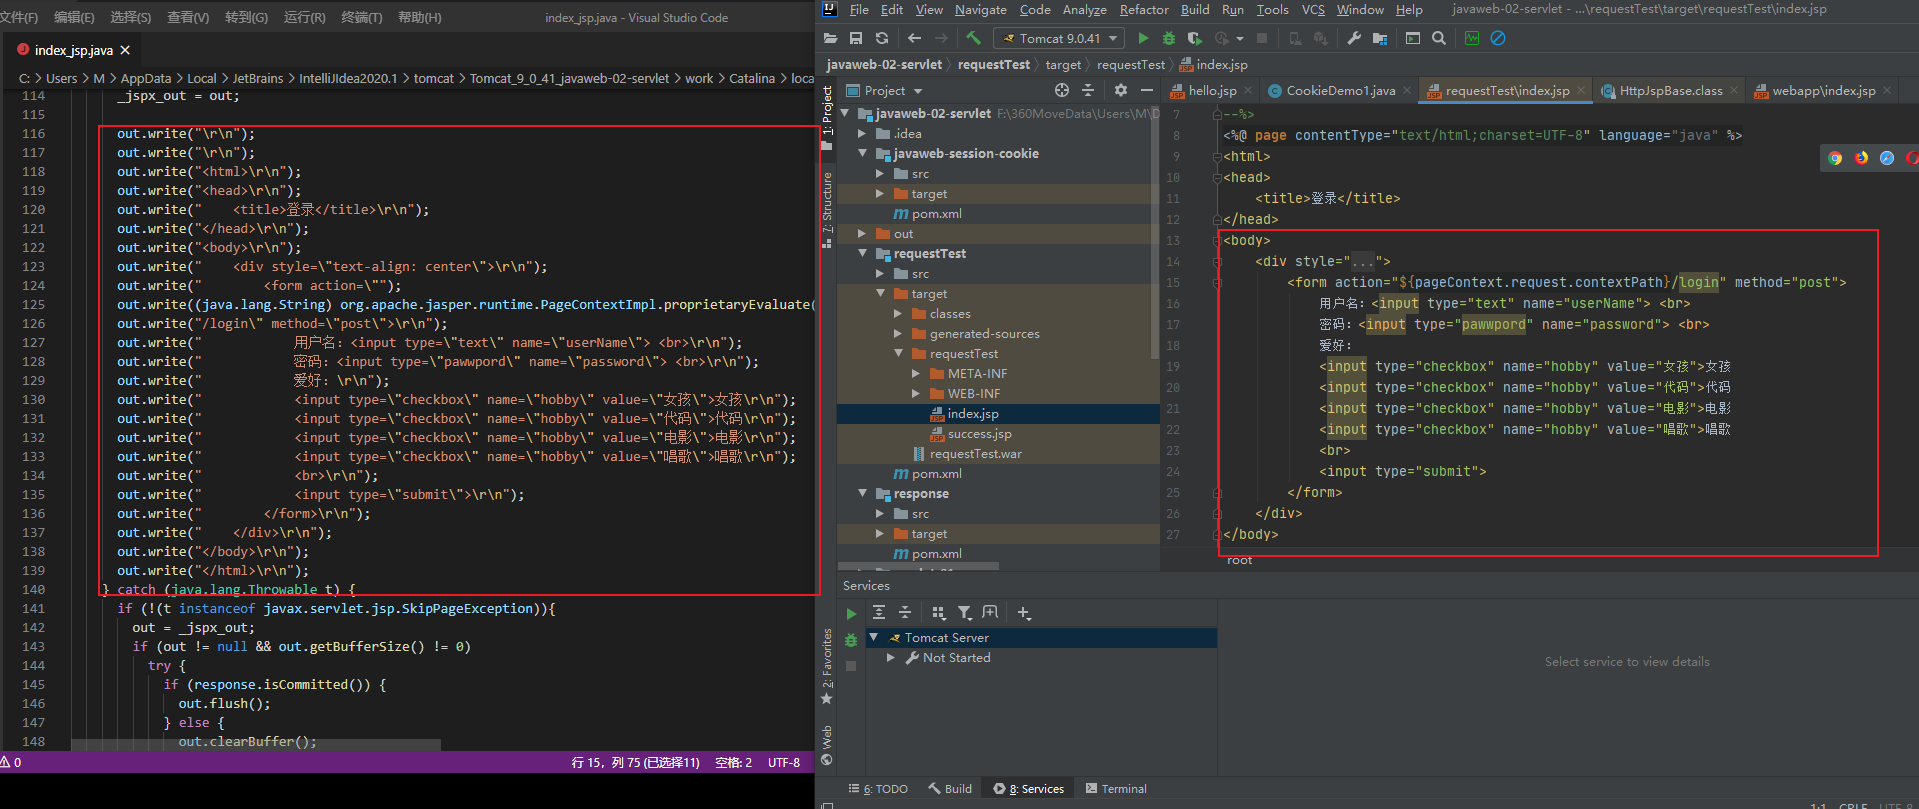 文件(F) 编辑(E) 选择(S) 查看(V) 转到(G) 运行(R) 终端(T) 帮助(H) index_jsp.java - Visual Studio Code
index_jsp.java
C: > Users > M > AppData > Local > JetBrains > IntelliJIdea2020.1 > tomcat > Tomcat_9_0_41_javaweb-02-servlet > work > Catalina > loca
114 _jspx_out = out;
115
116 out.write("\r\n");
117 out.write("\r\n");
118 out.write("<html>\r\n");
119 out.write("<head>\r\n");
120 out.write("    <title>登录</title>\r\n");
121 out.write("</head>\r\n");
122 out.write("<body>\r\n");
123 out.write("    <div style=\"text-align: center\">\r\n");
124 out.write("        <form action=\"");
125 out.write((java.lang.String) org.apache.jasper.runtime.PageContextImpl.proprietaryEvaluate(
126 out.write("/login\" method=\"post\">\r\n");
127 out.write("            用户名：<input type=\"text\" name=\"userName\"> <br>\r\n");
128 out.write("            密码：<input type=\"pawwpord\" name=\"password\"> <br>\r\n");
129 out.write("            爱好：\r\n");
130 out.write("            <input type=\"checkbox\" name=\"hobby\" value=\"女孩\">女孩\r\n");
131 out.write("            <input type=\"checkbox\" name=\"hobby\" value=\"代码\">代码\r\n");
132 out.write("            <input type=\"checkbox\" name=\"hobby\" value=\"电影\">电影\r\n");
133 out.write("            <input type=\"checkbox\" name=\"hobby\" value=\"唱歌\">唱歌\r\n");
134 out.write("            <br>\r\n");
135 out.write("            <input type=\"submit\">\r\n");
136 out.write("        </form>\r\n");
137 out.write("    </div>\r\n");
138 out.write("</body>\r\n");
139 out.write("</html>\r\n");
140 } catch (java.lang.Throwable t) {
141 if (!(t instanceof javax.servlet.jsp.SkipPageException)){
142 out = _jspx_out;
143 if (out != null && out.getBufferSize() != 0)
144 try {
145 if (response.isCommitted()) {
146 out.flush();
147 } else {
148 out.clearBuffer();
0 行 15，列 75 (已选择11) 空格: 2 UTF-8
File Edit View Navigate Code Analyze Refactor Build Run Tools VCS Window Help javaweb-02-servlet - ...\requestTest\target\requestTest\index.jsp
Tomcat 9.0.41
javaweb-02-servlet requestTest target requestTest index.jsp
1: Project
7: Structure
2: Favorites
Web
Project
javaweb-02-servlet F:\360MoveData\Users\M\D
.idea
javaweb-session-cookie
src
target
pom.xml
out
requestTest
src
target
classes
generated-sources
requestTest
META-INF
WEB-INF
index.jsp
success.jsp
requestTest.war
pom.xml
response
src
target
pom.xml
hello.jsp CookieDemo1.java requestTest\index.jsp HttpJspBase.class webapp\index.jsp
7 --%>
8 <%@ page contentType="text/html;charset=UTF-8" language="java" %>
9 <html>
10 <head>
11 <title>登录</title>
12 </head>
13 <body>
14 <div style="...">
15 <form action="${pageContext.request.contextPath}/login" method="post">
16 用户名：<input type="text" name="userName"> <br>
17 密码：<input type="pawwpord" name="password"> <br>
18 爱好：
19 <input type="checkbox" name="hobby" value="女孩">女孩
20 <input type="checkbox" name="hobby" value="代码">代码
21 <input type="checkbox" name="hobby" value="电影">电影
22 <input type="checkbox" name="hobby" value="唱歌">唱歌
23 <br>
24 <input type="submit">
25 </form>
26 </div>
27 </body>
root
Services
Tomcat Server
Not Started
Select service to view details
6: TODO Build 8: Services Terminal
1:1 CRLF UTF-8